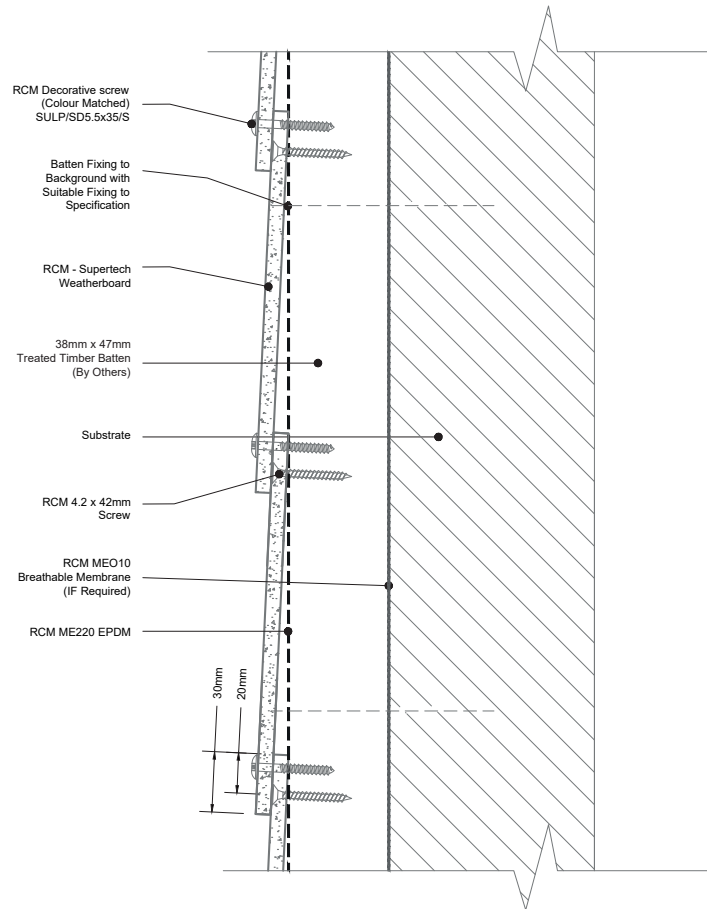 RCM Decorative screw
(Colour Matched)
SULP/SD5.5x35/S
Batten Fixing to
Background with
Suitable Fixing to
Specification
RCM - Supertech
Weatherboard
38mm x 47mm
Treated Timber Batten
(By Others)
Substrate
RCM 4.2 x 42mm
Screw
RCM MEO10
Breathable Membrane
(IF Required)
RCM ME220 EPDM
30mm
20mm